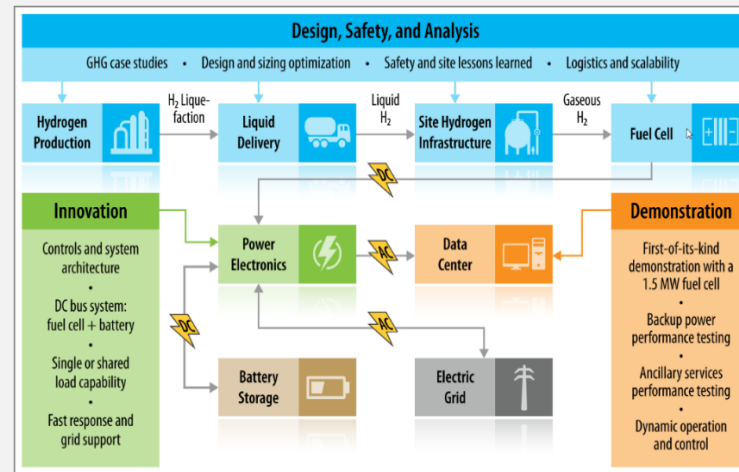 Design, Safety, and Analysis
GHG case studies • Design and sizing optimization • Safety and site lessons learned • Logistics and scalability
Hydrogen
Production
H₂ Lique-
faction
Liquid
Delivery
Liquid
H₂
Site Hydrogen
Infrastructure
Gaseous
H₂
Fuel Cell
DC
Innovation
Controls and system
architecture
•
DC bus system:
fuel cell + battery
•
Single or shared
load capability
•
Fast response and
grid support
Power
Electronics
AC
Data
Center
DC
AC
Battery
Storage
Electric
Grid
Demonstration
First-of-its-kind
demonstration with a
1.5 MW fuel cell
•
Backup power
performance testing
•
Ancillary services
performance testing
•
Dynamic operation
and control